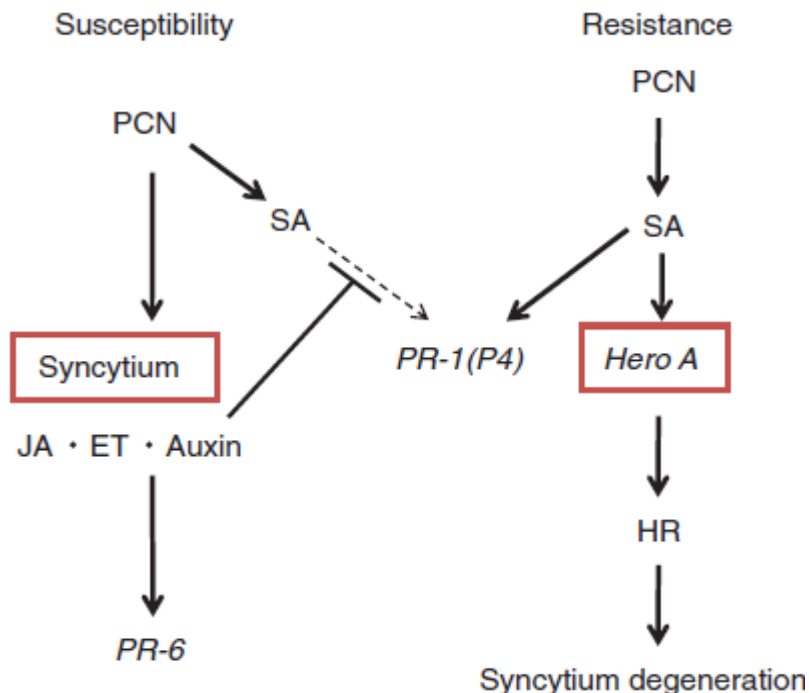 Susceptibility
Resistance
PCN
PCN
SA
SA
Syncytium
PR-1(P4)
Hero A
JA · ET · Auxin
HR
PR-6
Syncytium degeneration